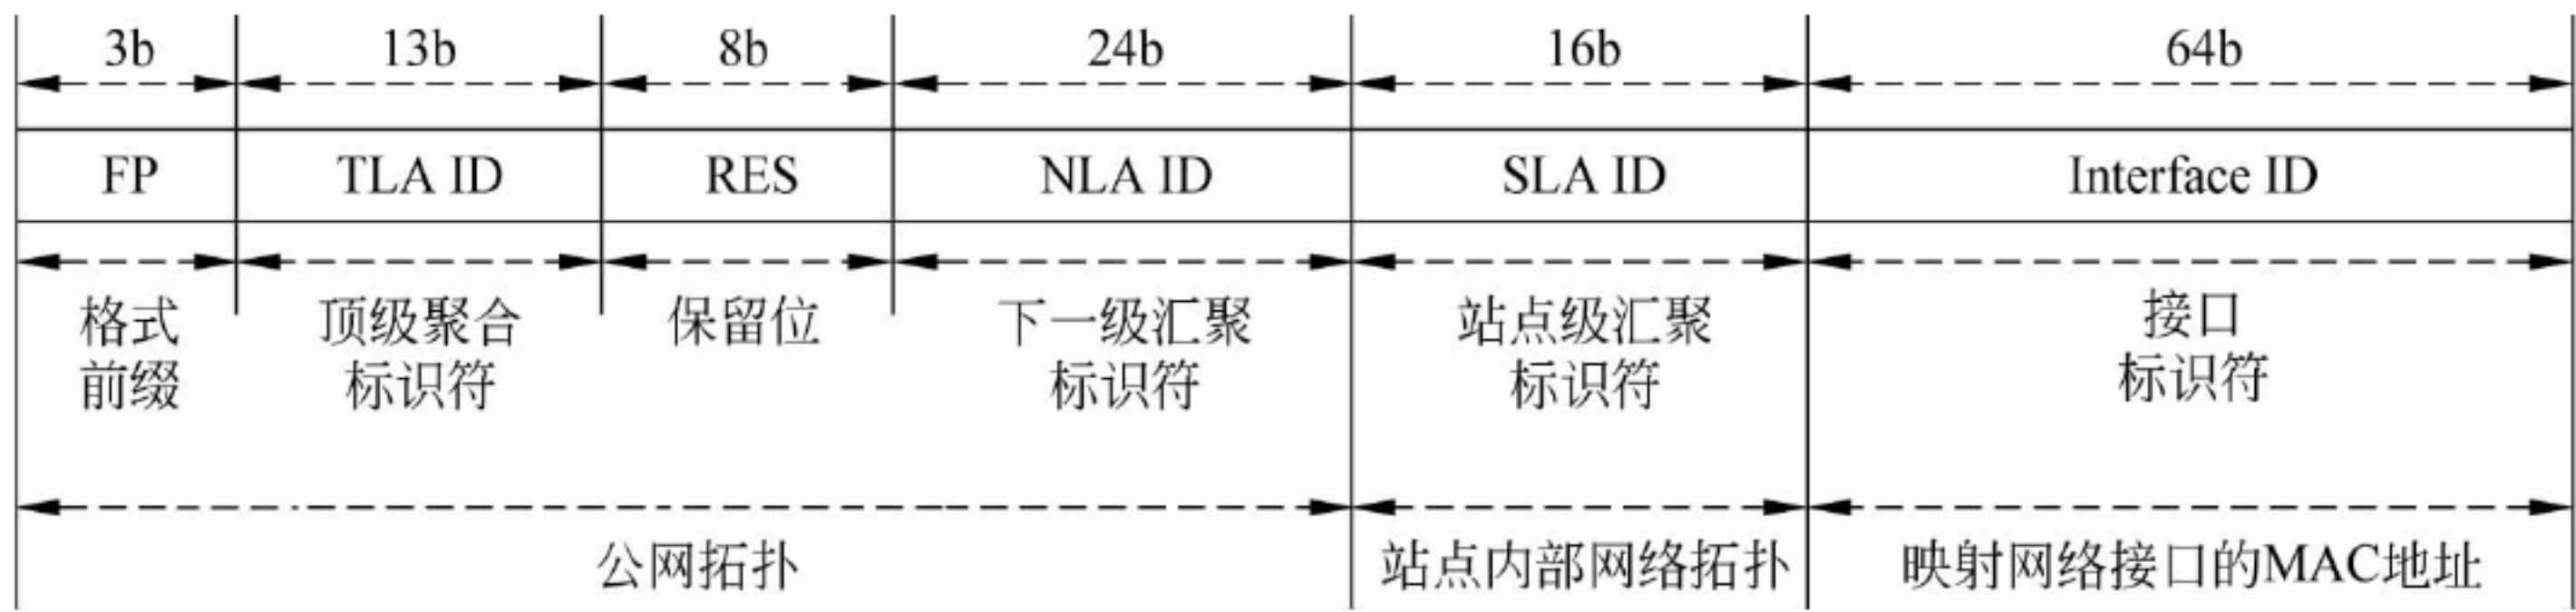 3b 13b 8b 24b 16b 64b
FP TLA ID RES NLA ID SLA ID Interface ID
格式 顶级聚合 保留位 下一级汇聚 站点级汇聚 接口
前缀 标识符 标识符 标识符 标识符
公网拓扑 站点内部网络拓扑 映射网络接口的MAC地址